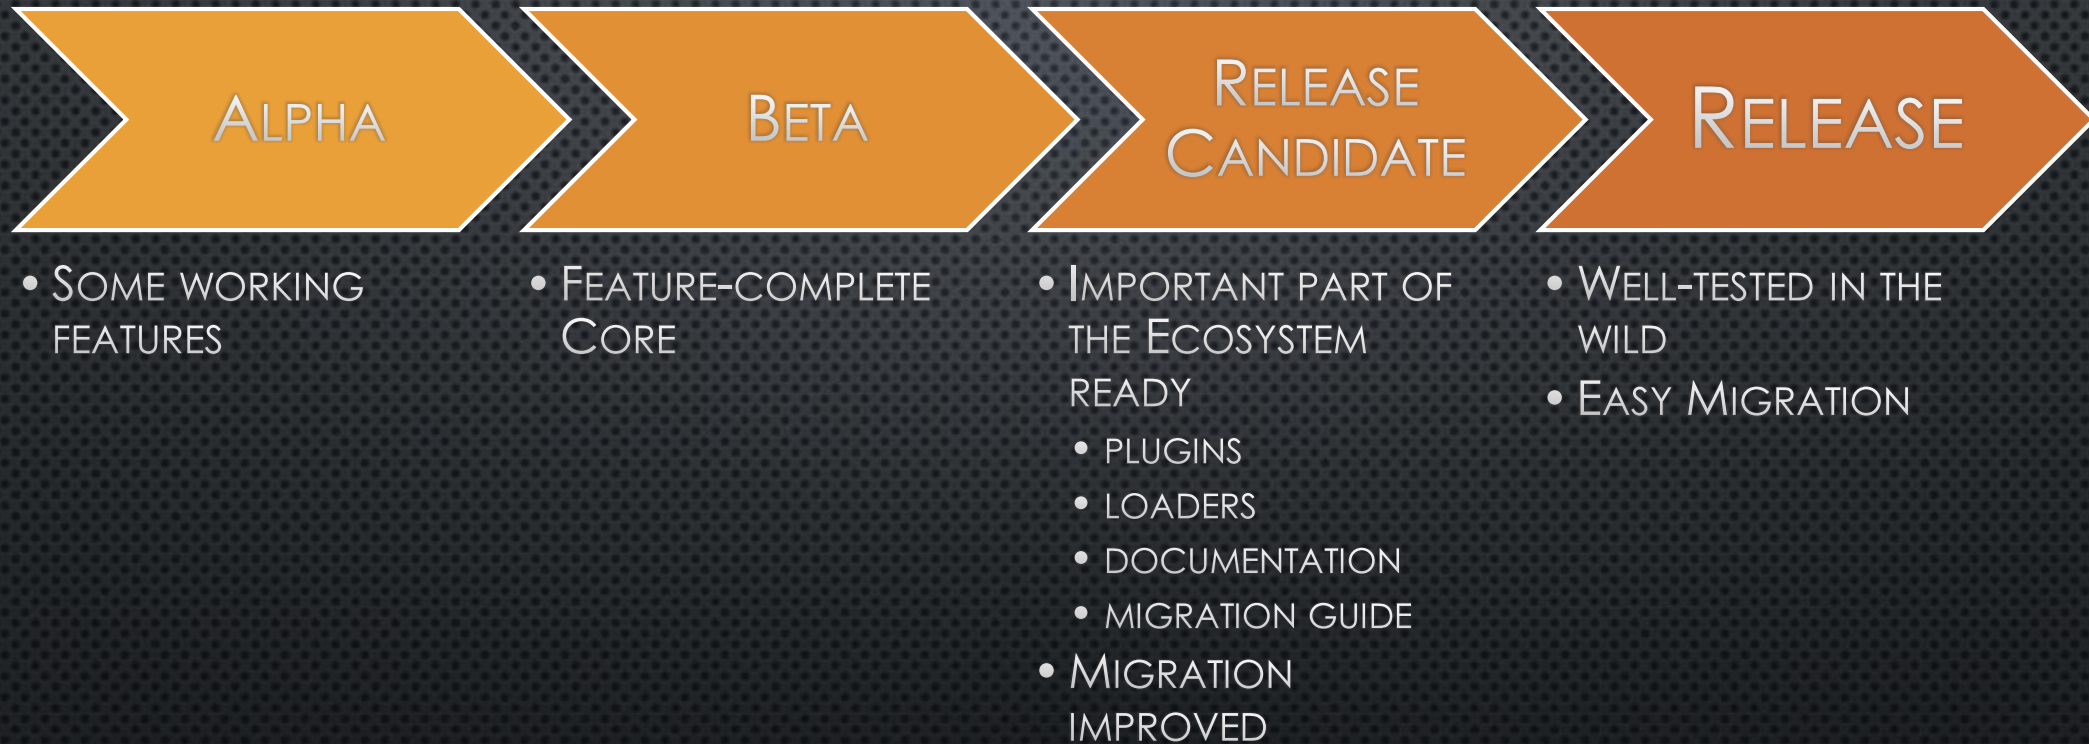 Alpha
Some working
features
Beta
Feature-complete
Core
Release
Candidate
Important part of
the Ecosystem
ready
plugins
loaders
documentation
migration guide
Migration
improved
Release
Well-tested in the
wild
Easy Migration